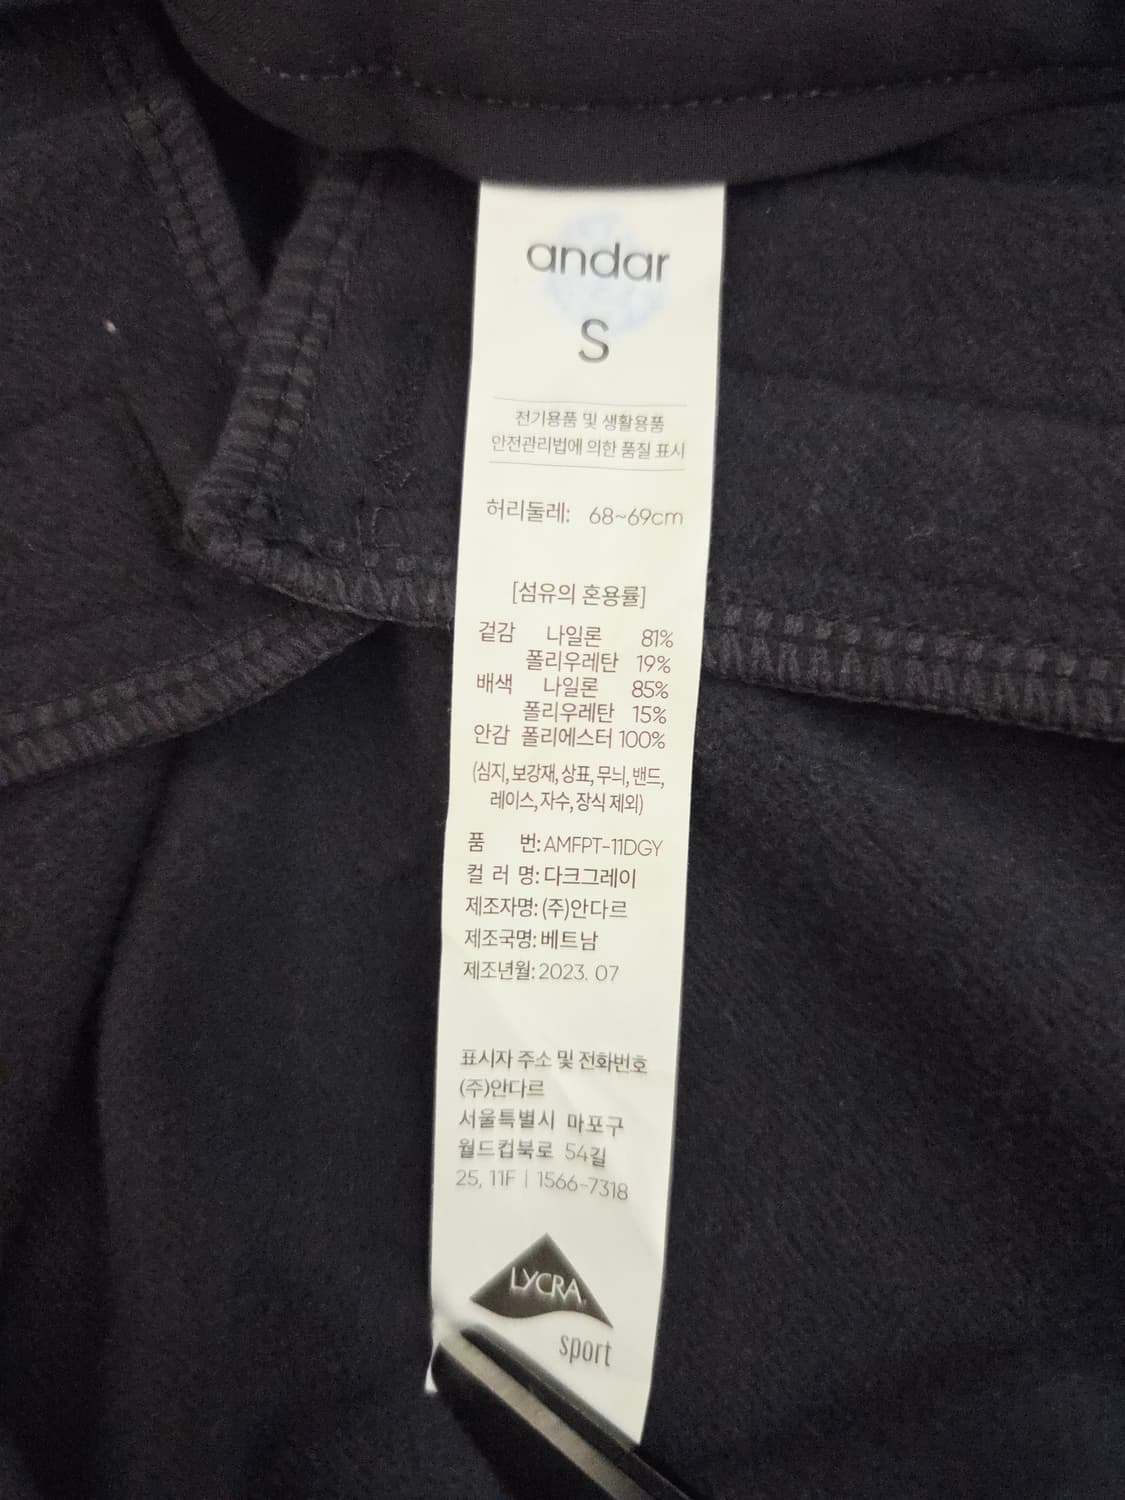 andar
S
전기용품 및 생활용품
안전관리법에 의한 품질 표시
허리둘레: 68~69cm
[섬유의 혼용률]
겉감 나일론 81%
폴리우레탄 19%
배색 나일론 85%
폴리우레탄 15%
안감 폴리에스터 100%
(심지,보강재,상표,무늬,밴드,
레이스,자수,장식 제외)
품 번: AMFPT-11DGY
컬 러 명: 다크그레이
제조자명: (주)안다르
제조국명: 베트남
제조년월: 2023. 07
표시자 주소 및 전화번호
(주)안다르
서울특별시 마포구
월드컵북로 54길
25, 11F | 1566-7318
LYCRA
sport